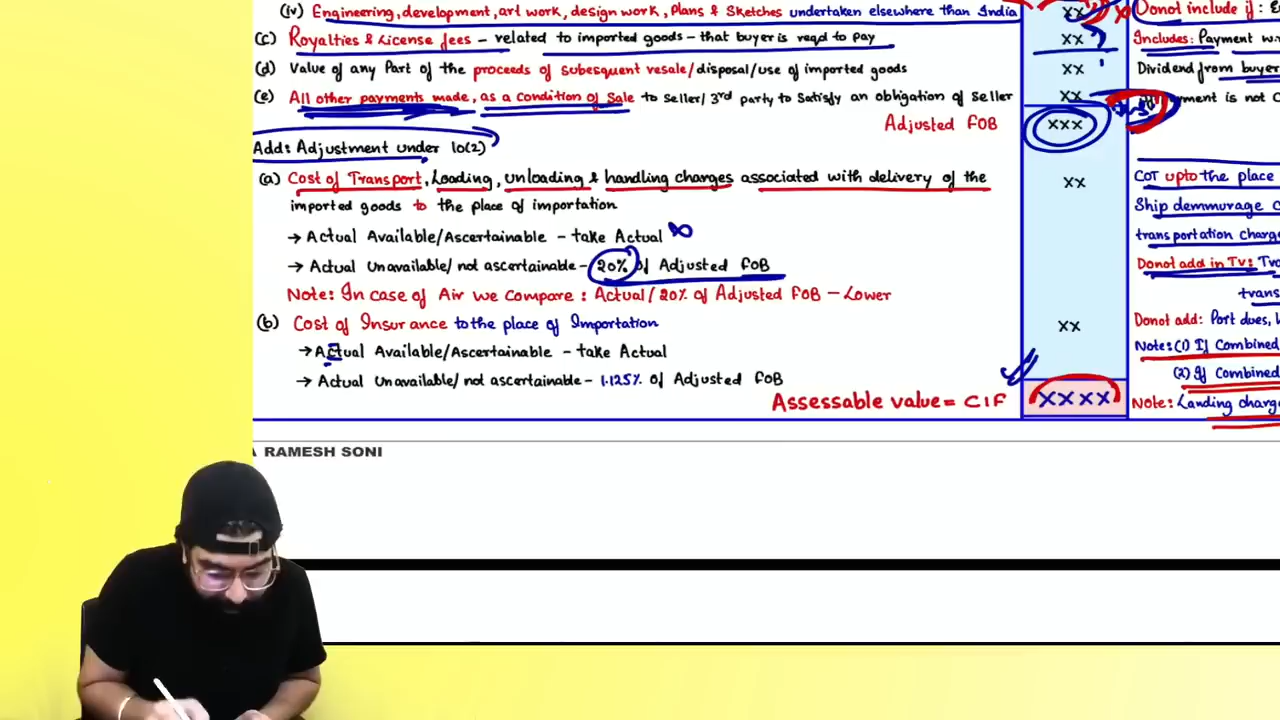 (iv) Engineering, development, art work, design work, Plans & Sketches undertaken elsewhere than India xx Donot include if : E
(c) Royalties & License fees - related to imported goods - that buyer is reqd to pay xx Includes: Payment w.r
(d) Value of any Part of the proceeds of subesquent resale/disposal/use of imported goods xx Dividend from buyer
(e) All other payments made, as a condition of Sale to Seller/ 3rd party to Satisfy an obligation of Seller xx yment is not C
Adjusted FOB xxx
Add: Adjustment under 10(2)
(a) Cost of Transport, Loading, unloading & handling charges associated with delivery of the xx COT upto the place
imported goods to the place of importation Ship demmurage C
→ Actual Available/Ascertainable - take Actual transportation charg
→ Actual Unavailable/ not ascertainable - 20% of Adjusted FOB Donot add in TV: Tra
Note: In case of Air we Compare : Actual/ 20% of Adjusted FOB - Lower trans
(b) Cost of Insurance to the place of Importation xx Donot add: Port dues, L
→ Actual Available/Ascertainable - take Actual Note: (1) If Combined
→ Actual Unavailable/ not ascertainable - 1.125% of Adjusted FOB (2) If Combined
Assessable value = CIF xxxx Note: Landing charg
RAMESH SONI